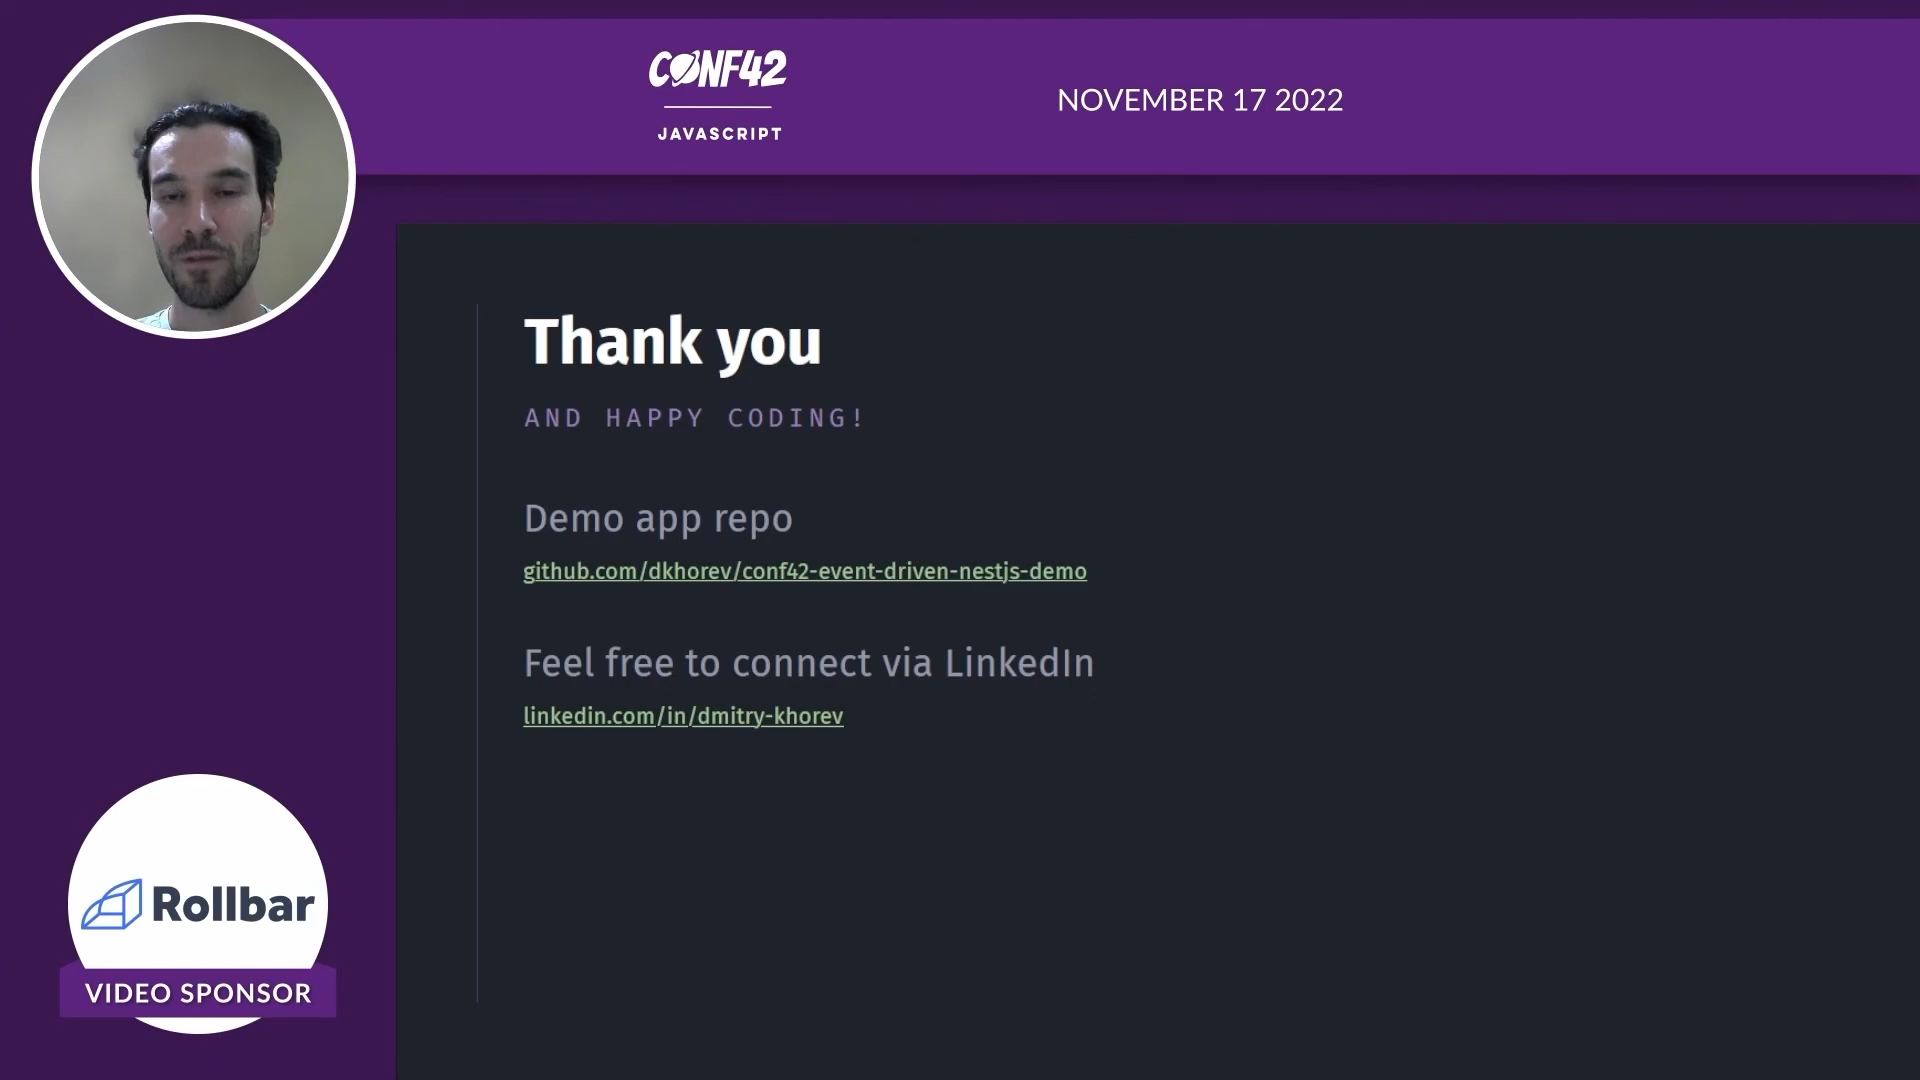 CONF42
JAVASCRIPT
NOVEMBER 17 2022
Thank you
AND HAPPY CODING!
Demo app repo
github.com/dkhorev/conf42-event-driven-nestjs-demo
Feel free to connect via LinkedIn
linkedin.com/in/dmitry-khorev
Rollbar
VIDEO SPONSOR